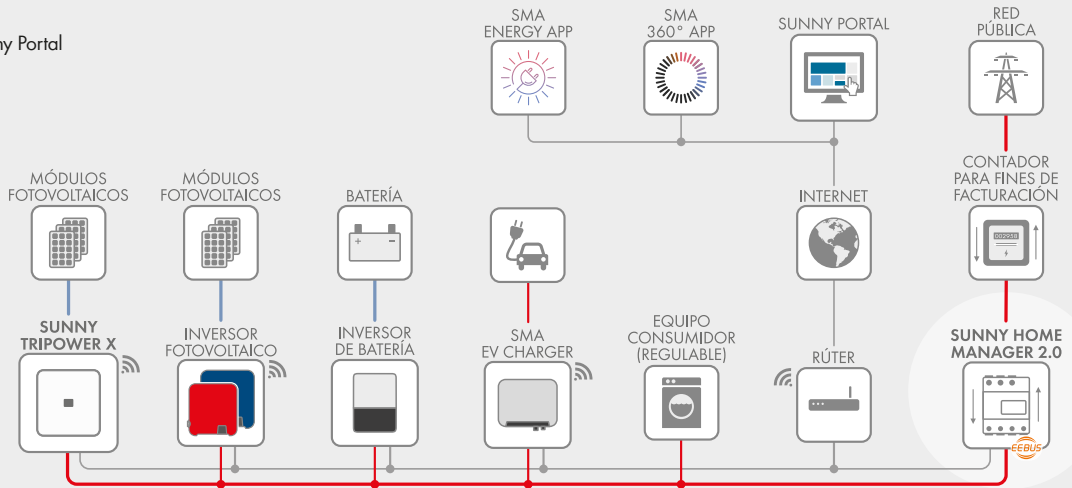 ny Portal
SMA
ENERGY APP
SMA
360° APP
SUNNY PORTAL
RED
PÚBLICA
MÓDULOS
FOTOVOLTAICOS
MÓDULOS
FOTOVOLTAICOS
BATERÍA
INTERNET
CONTADOR
PARA FINES DE
FACTURACIÓN
SUNNY
TRIPOWER X
INVERSOR
FOTOVOLTAICO
INVERSOR
DE BATERÍA
SMA
EV CHARGER
EQUIPO
CONSUMIDOR
(REGULABLE)
RÚTER
SUNNY HOME
MANAGER 2.0
EEBUS